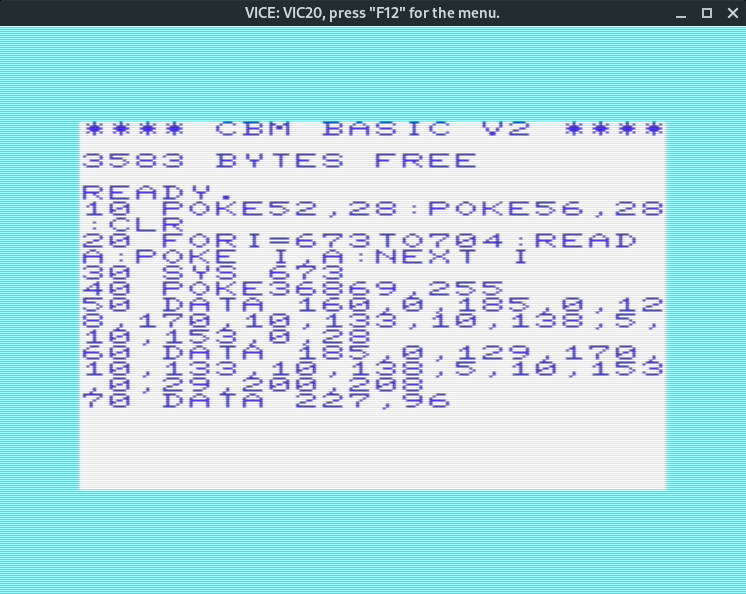 VICE: VIC20, press "F12" for the menu.
**** CBM BASIC V2 ****
3583 BYTES FREE
READY.
10 POKE52,28:POKE56,28
:CLR
20 FORI=673TO704:READ
A:POKE I,A:NEXT I
30 SYS 673
40 POKE36869,255
50 DATA 160,0,185,0,12
8,170,10,133,10,138,5,
10,153,0,28
60 DATA 185,0,129,170,
10,133,10,138,5,10,153
,0,29,200,208
70 DATA 227,96